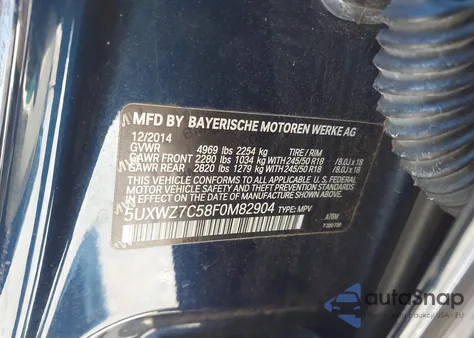 MFD BY BAYERISCHE MOTOREN WERKE AG
12/2014
GVWR 4969 lbs 2254 kg TIRE / RIM
GAWR FRONT 2280 lbs 1034 kg WITH 245/50 R18 / 8.0J x 18
GAWR REAR 2820 lbs 1279 kg WITH 245/50 R18 / 8.0J x 18
THIS VEHICLE CONFORMS TO ALL APPLICABLE
FEDERAL MOTOR VEHICLE SAFETY STANDARDS
IN EFFECT ON THE DATE OF MANUFACTURE SHOWN ABOVE.
5UXWZ7C58F0M82904 TYPE: MPV
autoSnap